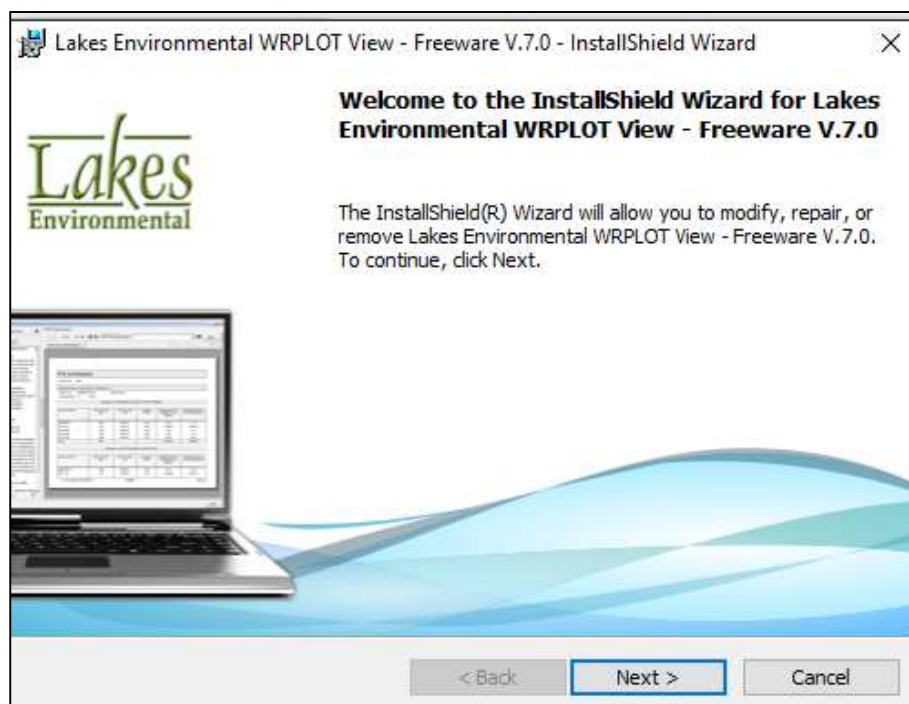 Lakes Environmental WRPLOT View - Freeware V.7.0 - InstallShield Wizard
Welcome to the InstallShield Wizard for Lakes
Environmental WRPLOT View - Freeware V.7.0
Lakes
Environmental
The InstallShield(R) Wizard will allow you to modify, repair, or
remove Lakes Environmental WRPLOT View - Freeware V.7.0.
To continue, click Next.
< Back
Next >
Cancel